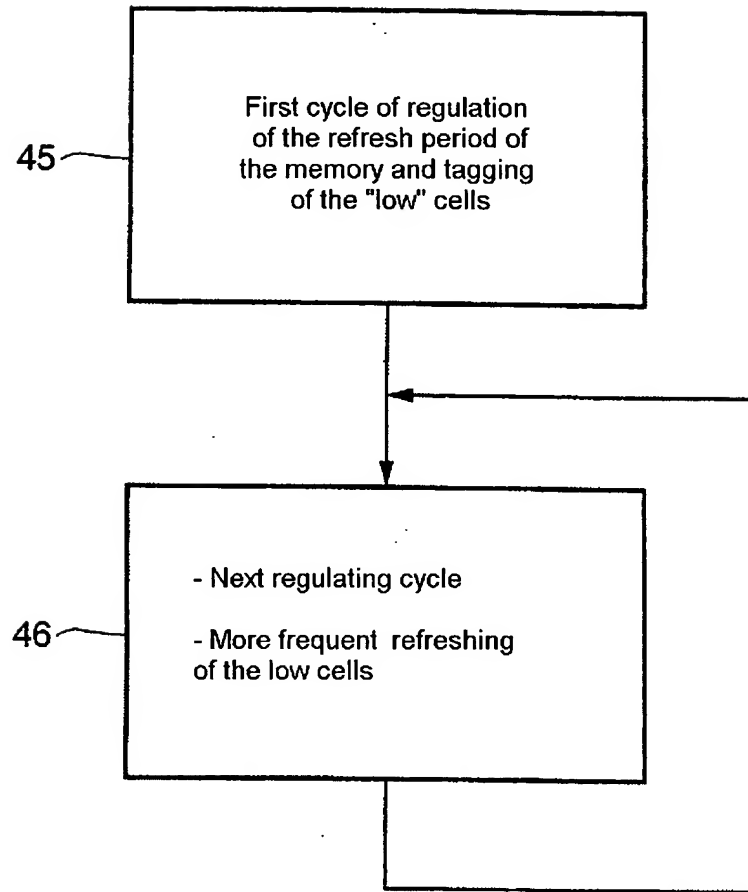 First cycle of regulation
of the refresh period of
the memory and tagging
of the "low" cells
45
- Next regulating cycle
- More frequent refreshing
of the low cells
46